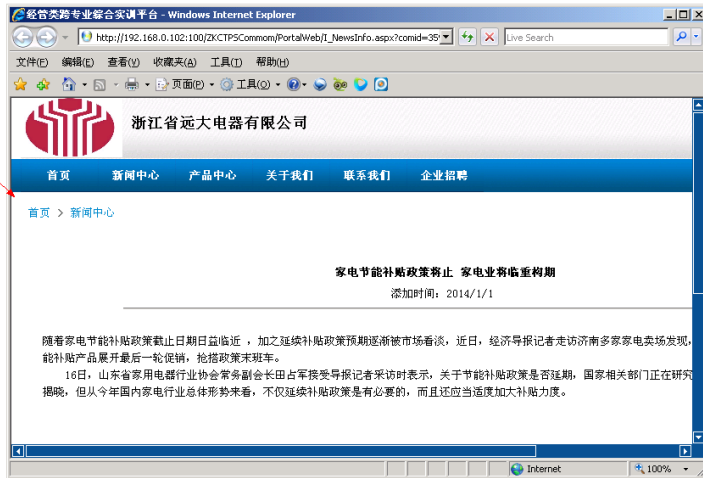 经管类跨专业综合实训平台 - Windows Internet Explorer
http://192.168.0.102:100/ZKCTPSCommom/PortalWeb/I_NewsInfo.aspx?comid=35
Live Search
文件(F) 编辑(E) 查看(V) 收藏夹(A) 工具(T) 帮助(H)
页面(P) 工具(O)
浙江省远大电器有限公司
首页 新闻中心 产品中心 关于我们 联系我们 企业招聘
首页 > 新闻中心
家电节能补贴政策将止 家电业将临重构期
添加时间：2014/1/1
随着家电节能补贴政策截止日期日益临近 ，加之延续补贴政策预期逐渐被市场看淡，近日，经济导报记者走访济南多家家电卖场发现，
能补贴产品展开最后一轮促销，抢搭政策末班车。
16日，山东省家用电器行业协会常务副会长田占军接受导报记者采访时表示，关于节能补贴政策是否延期，国家相关部门正在研究
揭晓，但从今年国内家电行业总体形势来看，不仅延续补贴政策是有必要的，而且还应当适度加大补贴力度。
Internet
100%